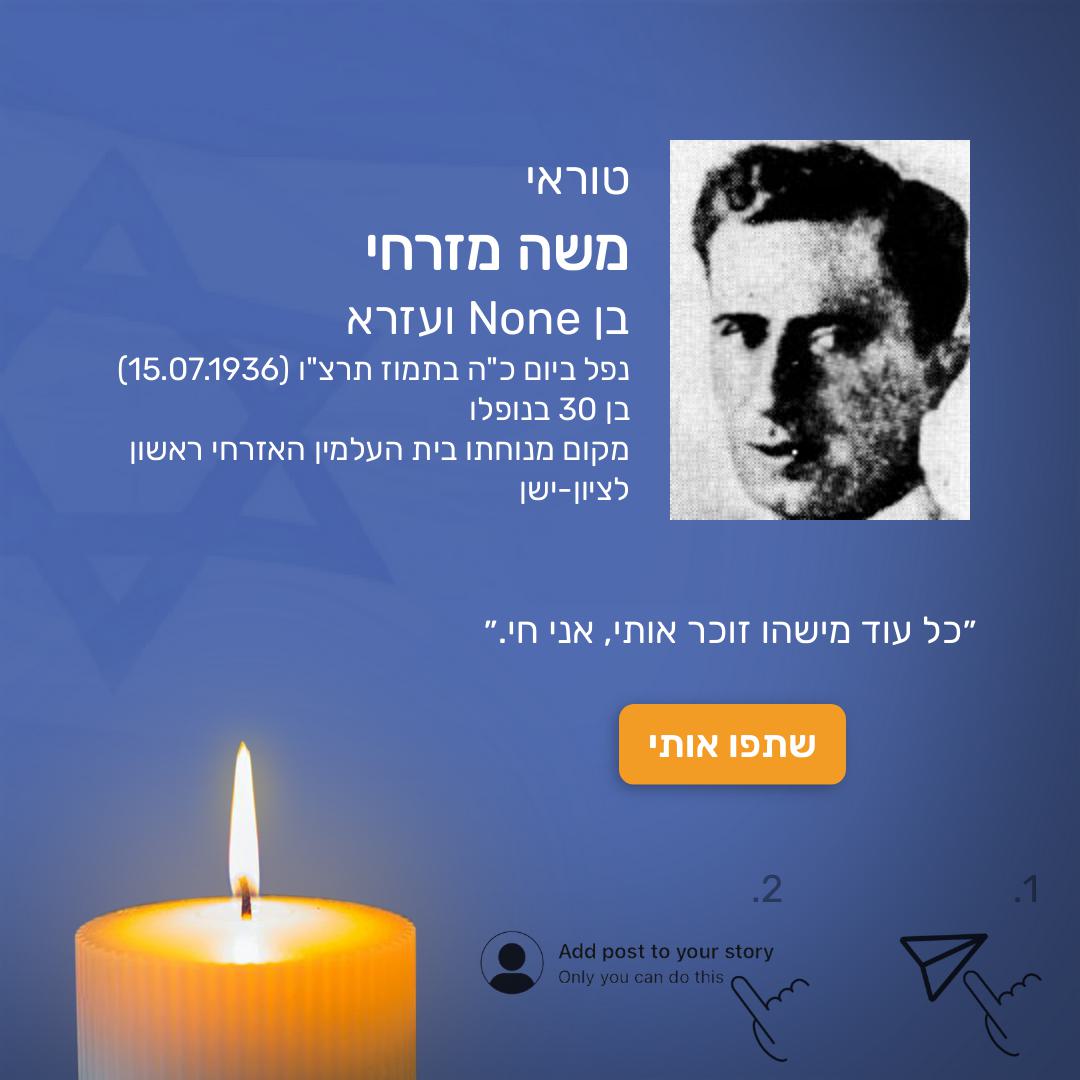 טוראי
משה מזרחי
בן None ועזרא
נפל ביום כ"ה בתמוז תרצ"ו (15.07.1936)
בן 30 בנופלו
מקום מנוחתו בית העלמין האזרחי ראשון
לציון-ישן
״כל עוד מישהו זוכר אותי, אני חי.״
שתפו אותי
.1
.2
Add post to your story
Only you can do this